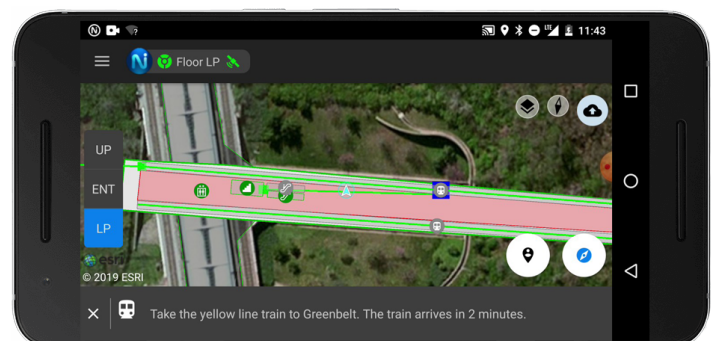 LTE
11:43
Floor LP
UP
ENT
LP
esri
© 2019 ESRI
Take the yellow line train to Greenbelt. The train arrives in 2 minutes.